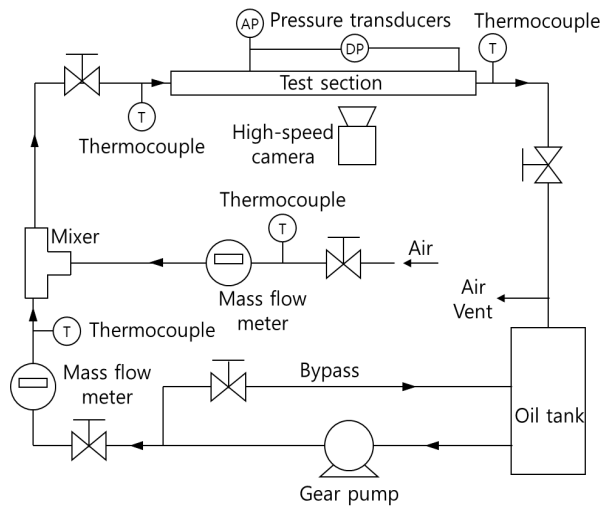 AP
Pressure transducers
Thermocouple
DP
T
Test section
T
Thermocouple
High-speed
camera
Thermocouple
T
Mixer
Air
Mass flow
meter
Air
Vent
T
Thermocouple
Mass flow
meter
Bypass
Oil tank
Gear pump